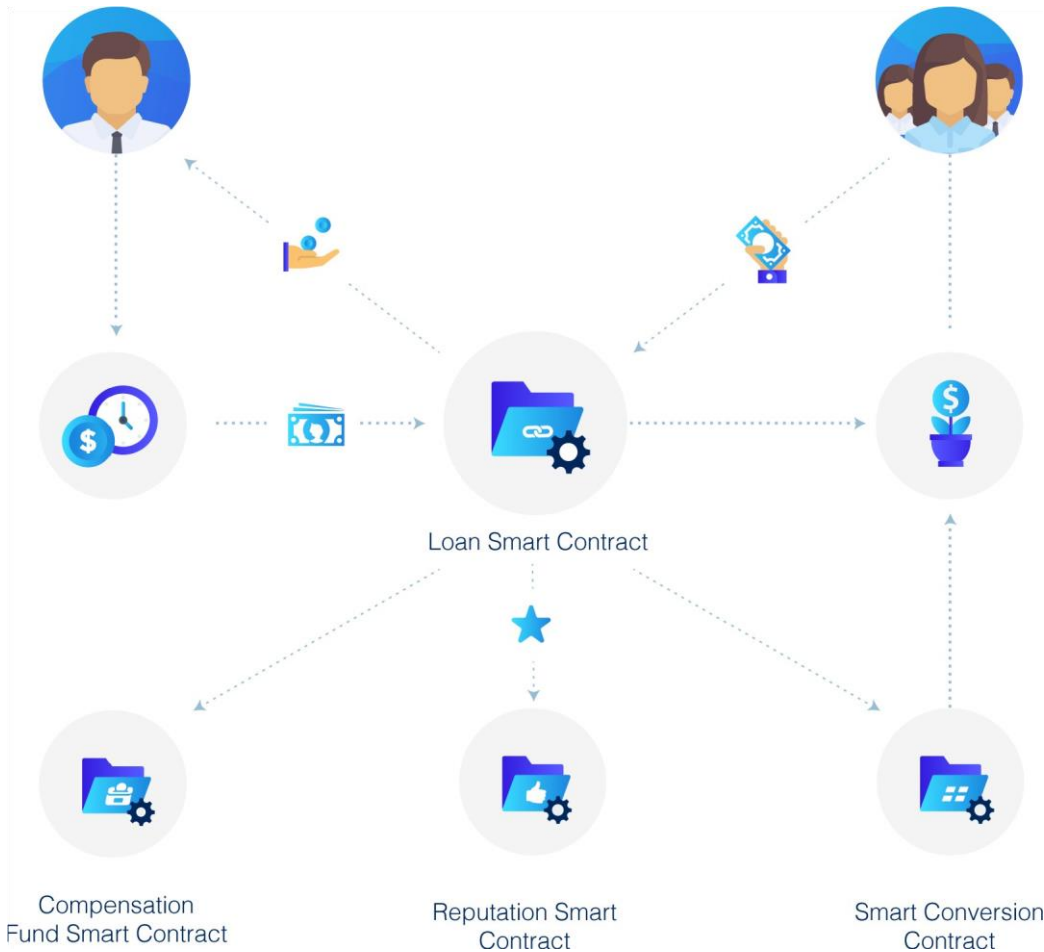 Loan Smart Contract
Compensation
Fund Smart Contract
Reputation Smart
Contract
Smart Conversion
Contract